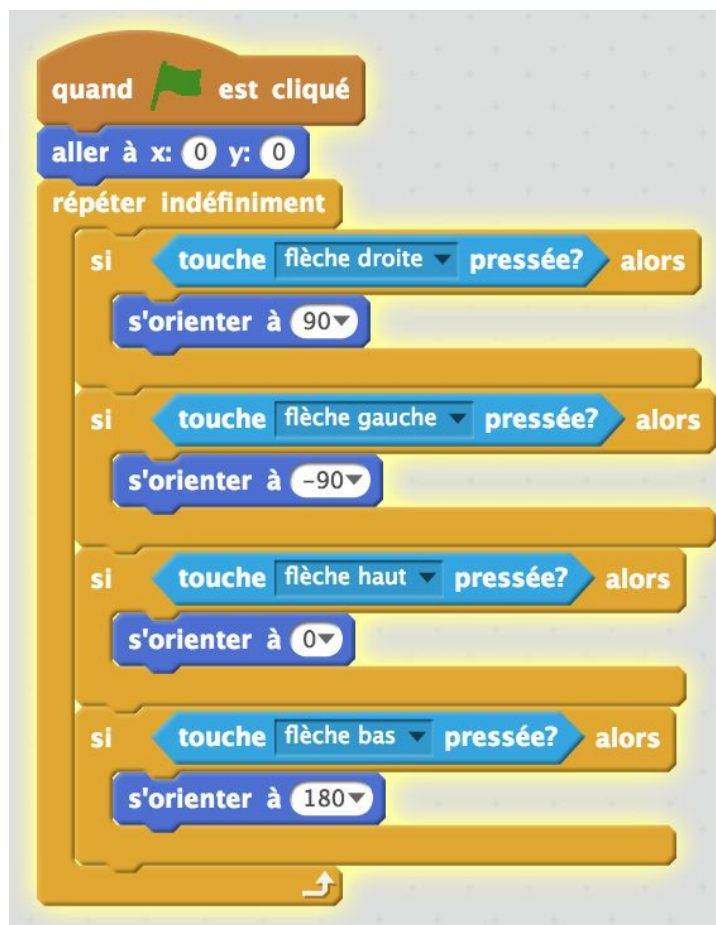 quand est cliqué
aller à x: 0 y: 0
répéter indéfiniment
si touche flèche droite pressée? alors
s'orienter à 90
si touche flèche gauche pressée? alors
s'orienter à -90
si touche flèche haut pressée? alors
s'orienter à 0
si touche flèche bas pressée? alors
s'orienter à 180